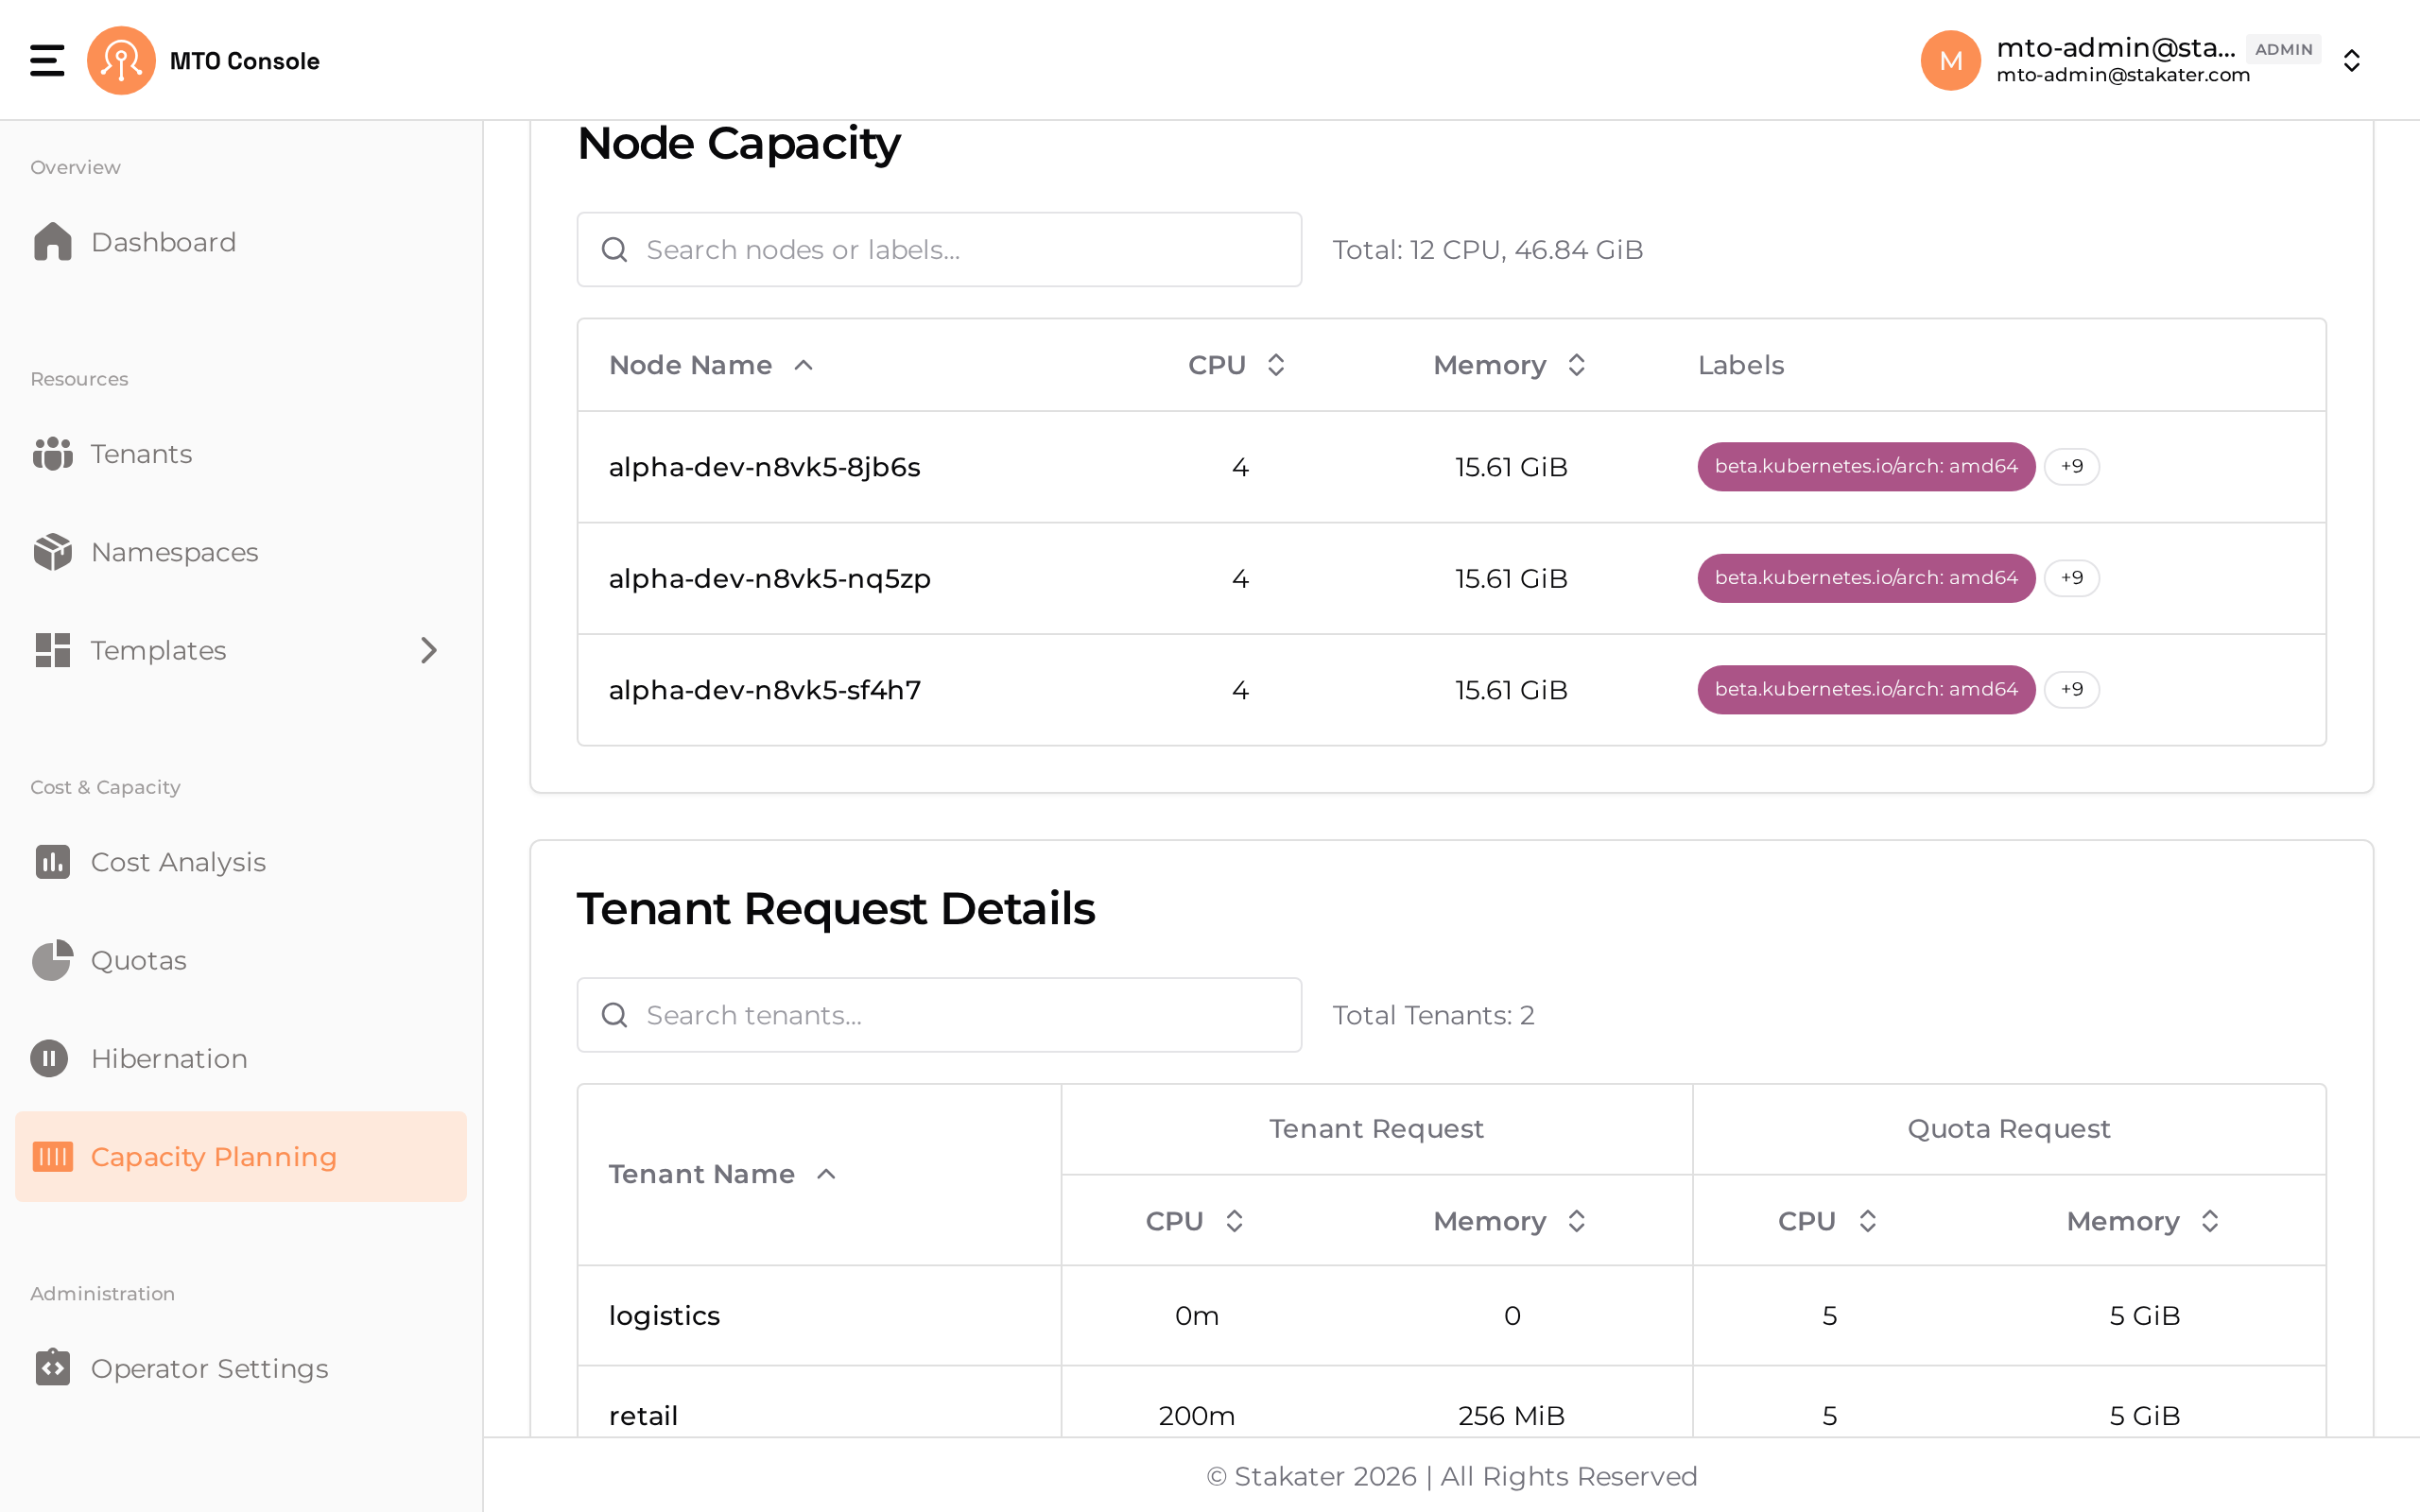 MTO Console
M
mto-admin@sta... ADMIN
mto-admin@stakater.com
Overview
Dashboard
Resources
Tenants
Namespaces
Templates
Cost & Capacity
Cost Analysis
Quotas
Hibernation
Capacity Planning
Administration
Operator Settings
Node Capacity
Search nodes or labels...
Total: 12 CPU, 46.84 GiB
Node Name CPU Memory Labels
alpha-dev-n8vk5-8jb6s 4 15.61 GiB beta.kubernetes.io/arch: amd64 +9
alpha-dev-n8vk5-nq5zp 4 15.61 GiB beta.kubernetes.io/arch: amd64 +9
alpha-dev-n8vk5-sf4h7 4 15.61 GiB beta.kubernetes.io/arch: amd64 +9
Tenant Request Details
Search tenants...
Total Tenants: 2
Tenant Request Quota Request
Tenant Name
CPU Memory CPU Memory
logistics 0m 0 5 5 GiB
retail 200m 256 MiB 5 5 GiB
© Stakater 2026 | All Rights Reserved